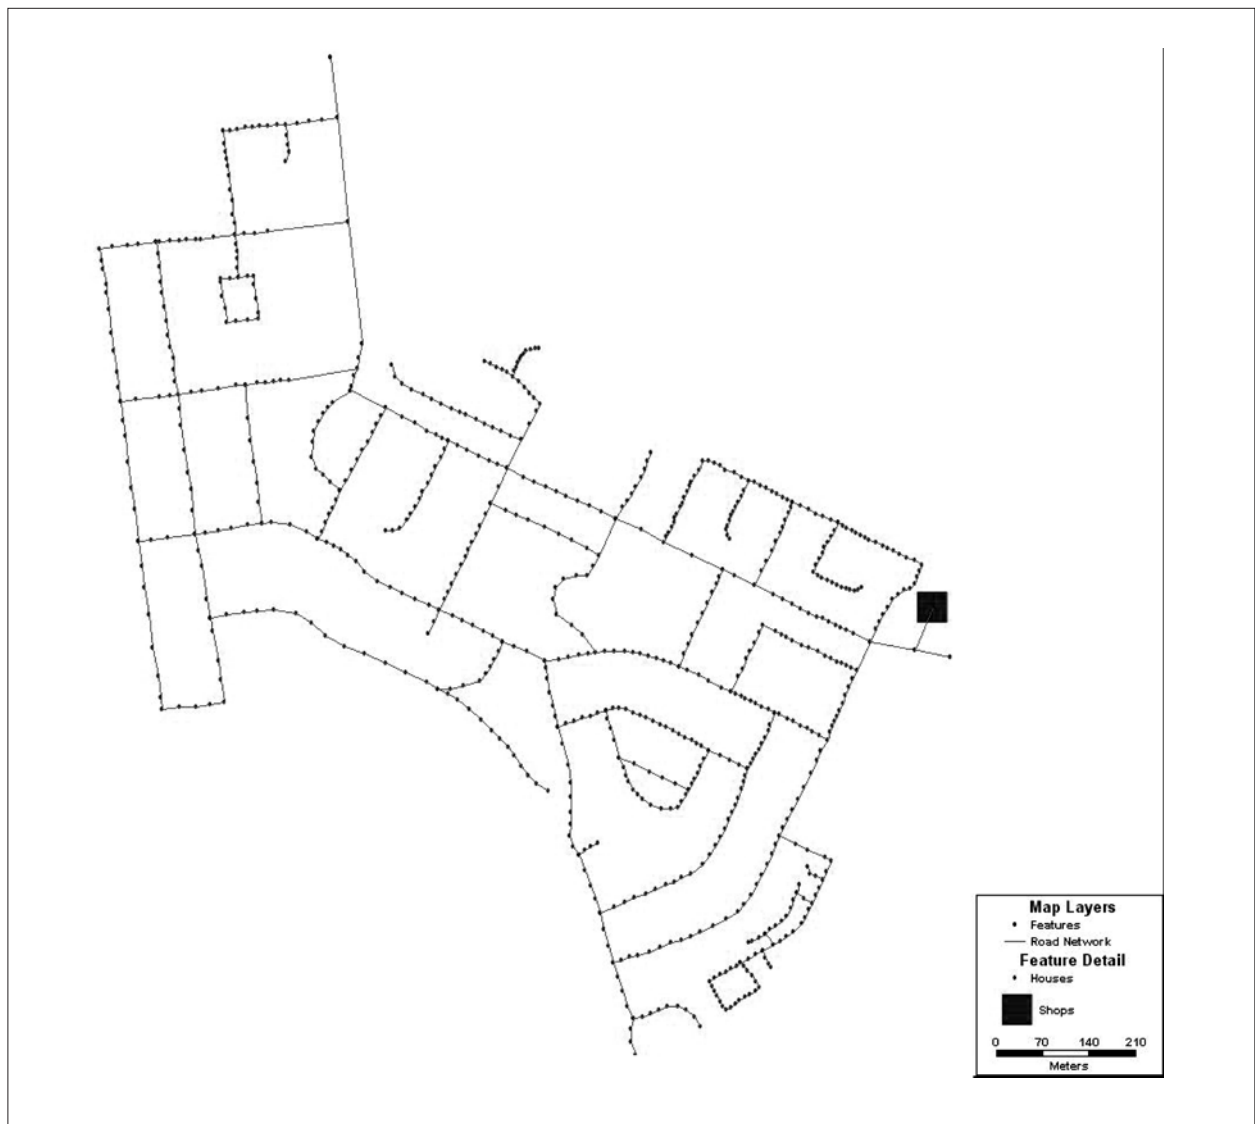 Map Layers
Features
Road Network
Feature Detail
Houses
Shops
0 70 140 210
Meters